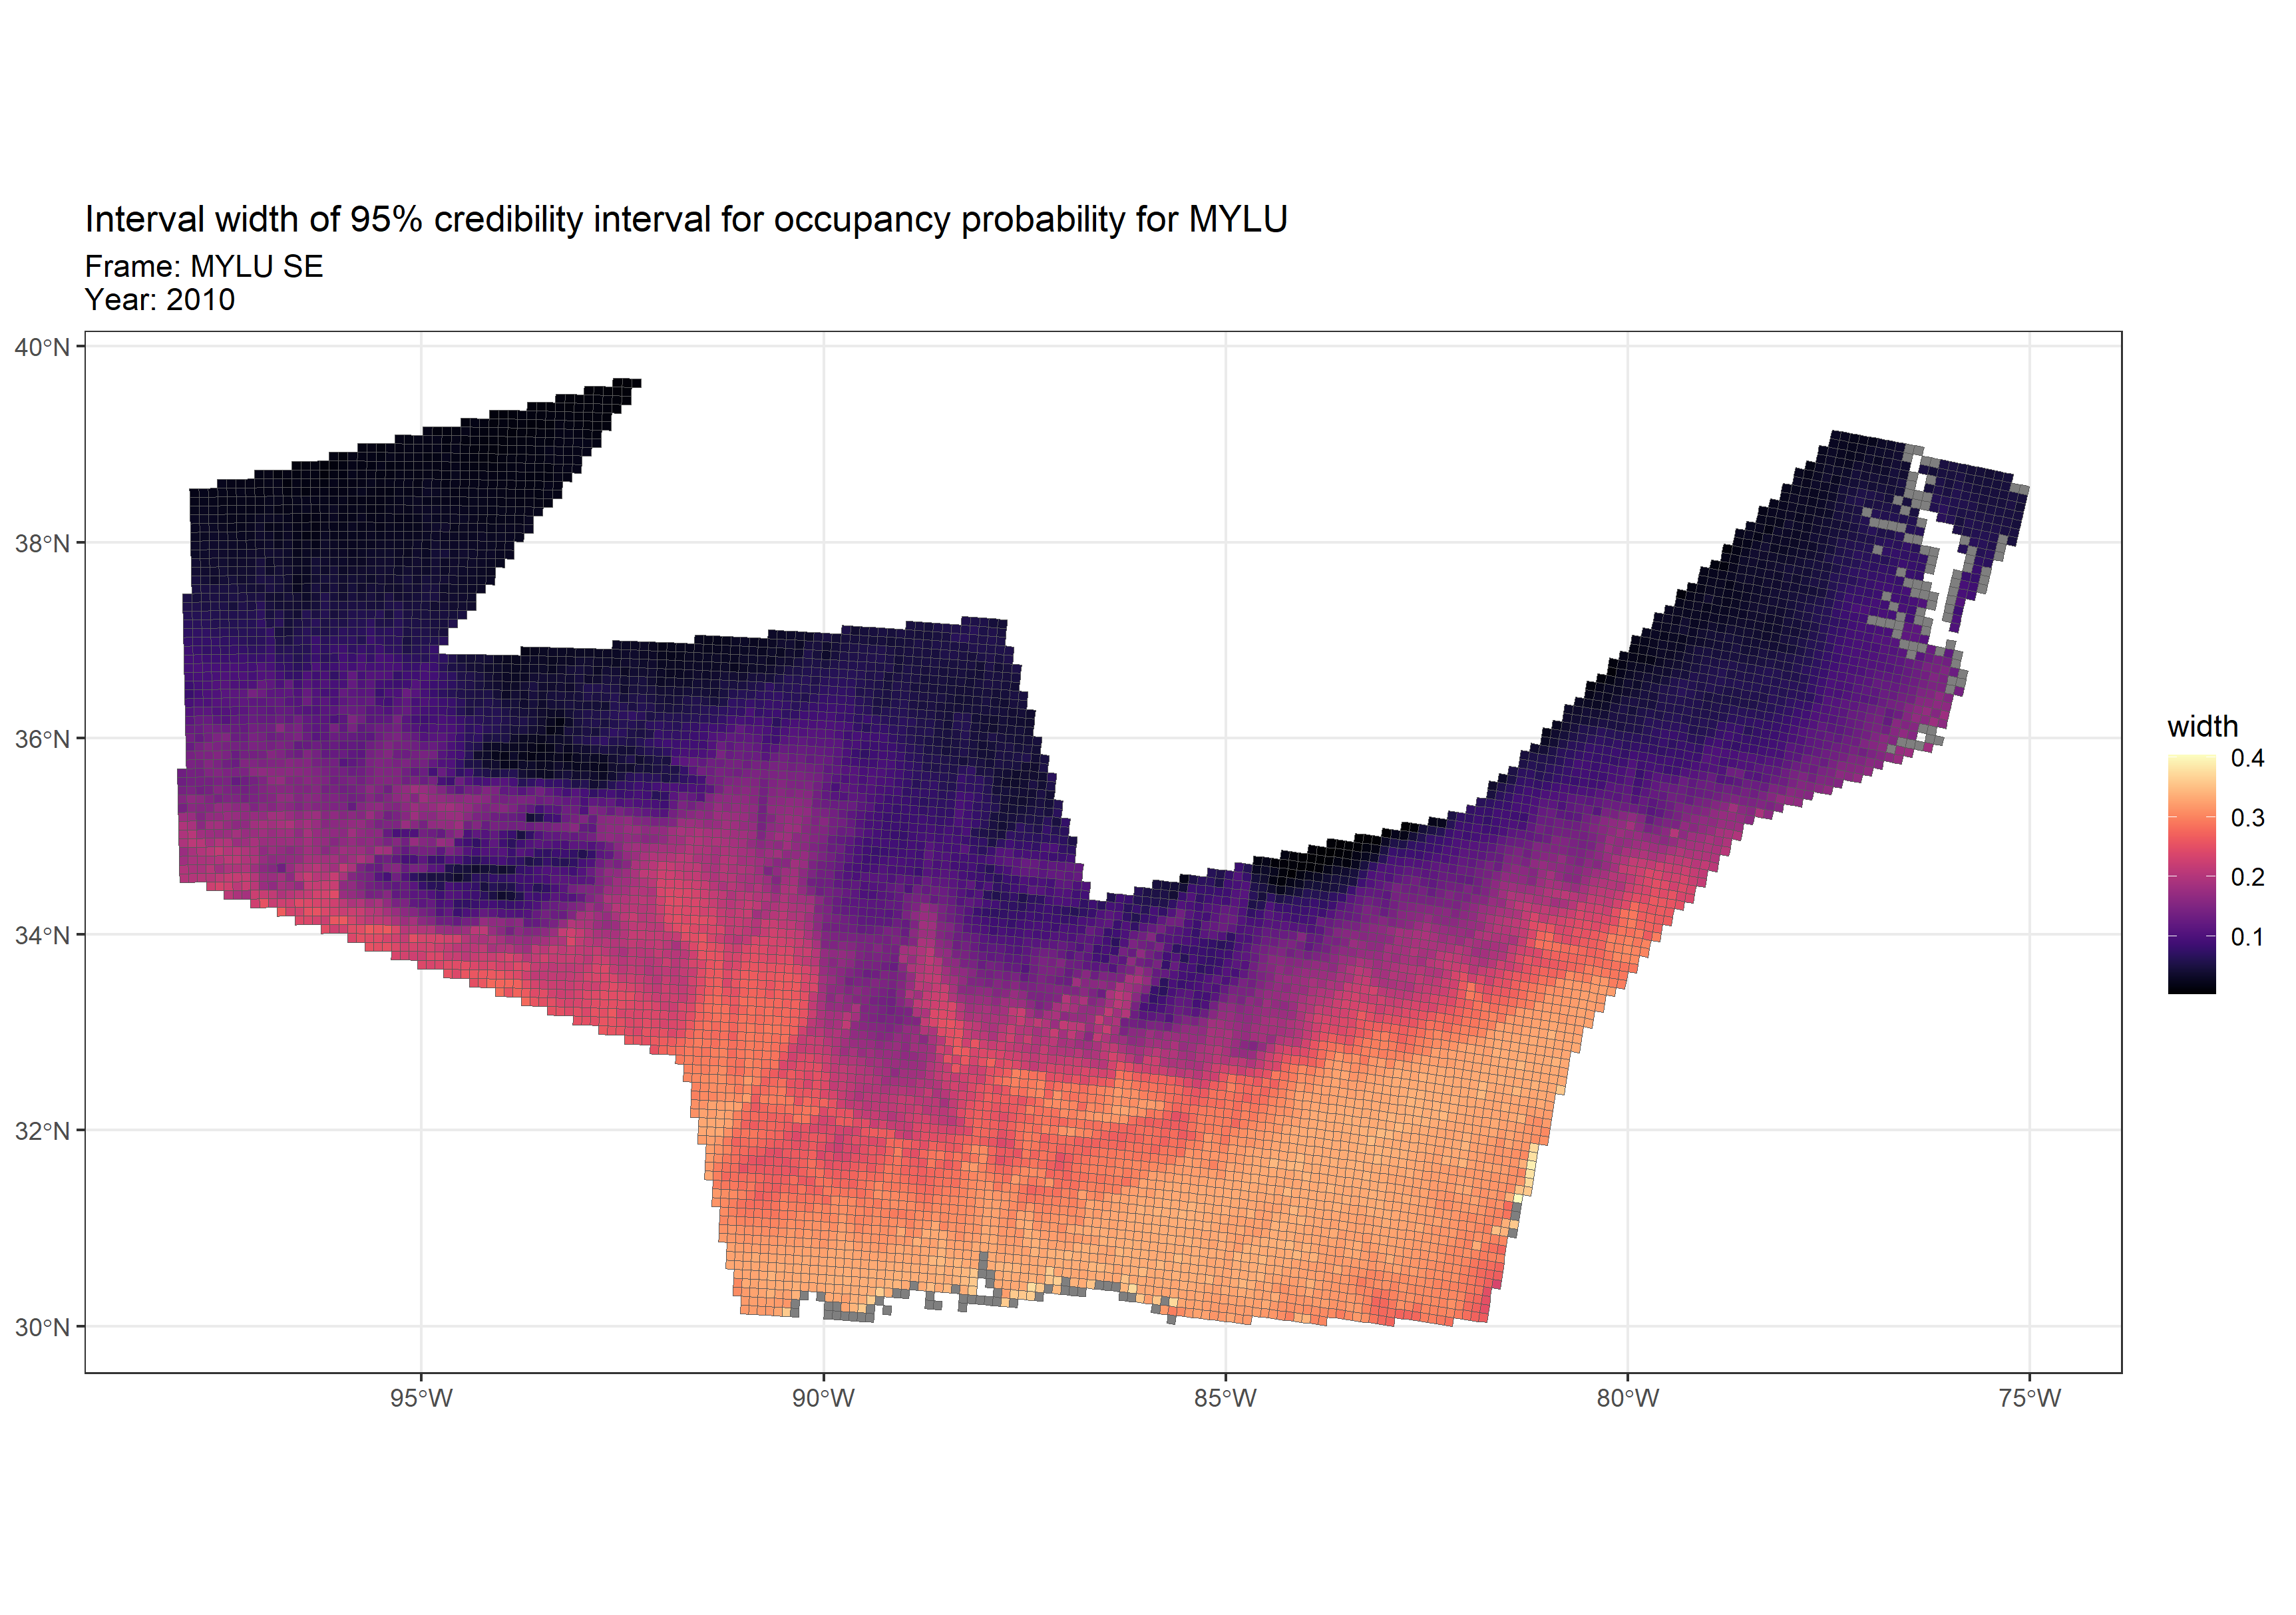 Interval width of 95% credibility interval for occupancy probability for MYLU
Frame: MYLU SE
Year: 2010
40°N
38°N
36°N
34°N
32°N
30°N
95°W
90°W
85°W
80°W
75°W
width
0.4
0.3
0.2
0.1